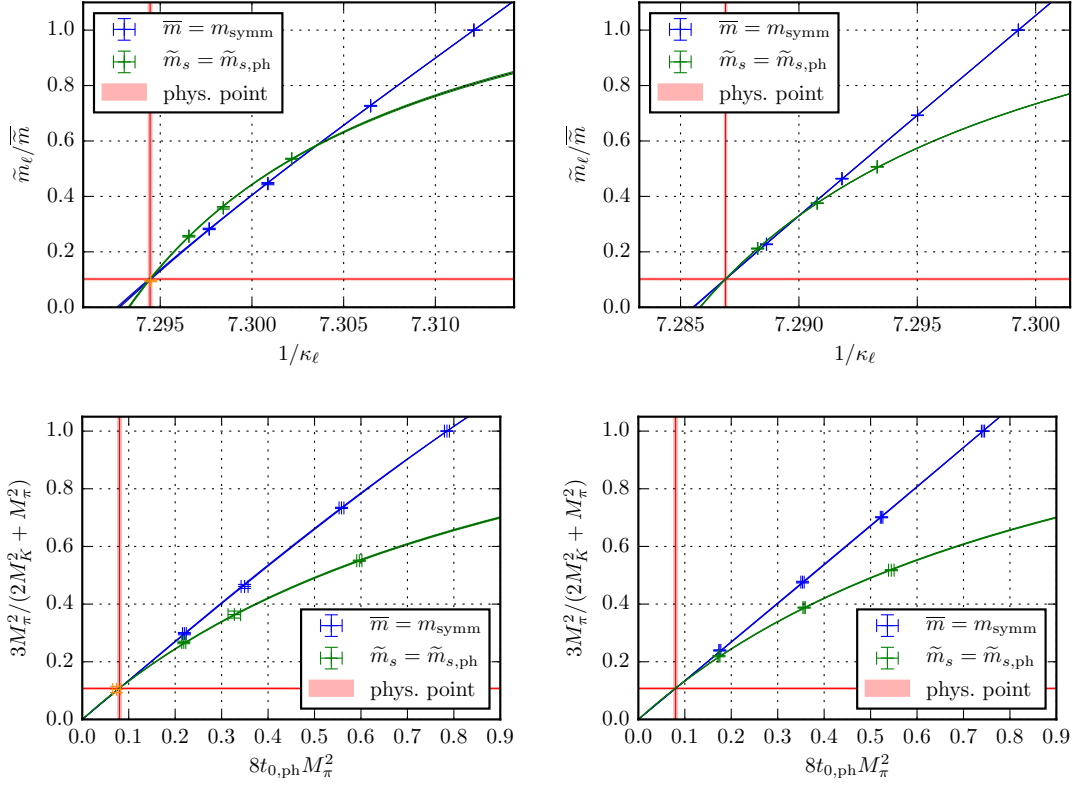 m̃_ℓ/m̃̅
1.0
0.8
0.6
0.4
0.2
0.0
m̅ = m_symm
m̃_s = m̃_{s,ph}
phys. point
7.295 7.300 7.305 7.310
1/κ_ℓ
m̃_ℓ/m̃̅
1.0
0.8
0.6
0.4
0.2
0.0
m̅ = m_symm
m̃_s = m̃_{s,ph}
phys. point
7.285 7.290 7.295 7.300
1/κ_ℓ
3M_π^2/(2M_K^2 + M_π^2)
1.0
0.8
0.6
0.4
0.2
0.0
m̅ = m_symm
m̃_s = m̃_{s,ph}
phys. point
0.0 0.1 0.2 0.3 0.4 0.5 0.6 0.7 0.8 0.9
8t_{0,ph}M_π^2
3M_π^2/(2M_K^2 + M_π^2)
1.0
0.8
0.6
0.4
0.2
0.0
m̅ = m_symm
m̃_s = m̃_{s,ph}
phys. point
0.0 0.1 0.2 0.3 0.4 0.5 0.6 0.7 0.8 0.9
8t_{0,ph}M_π^2